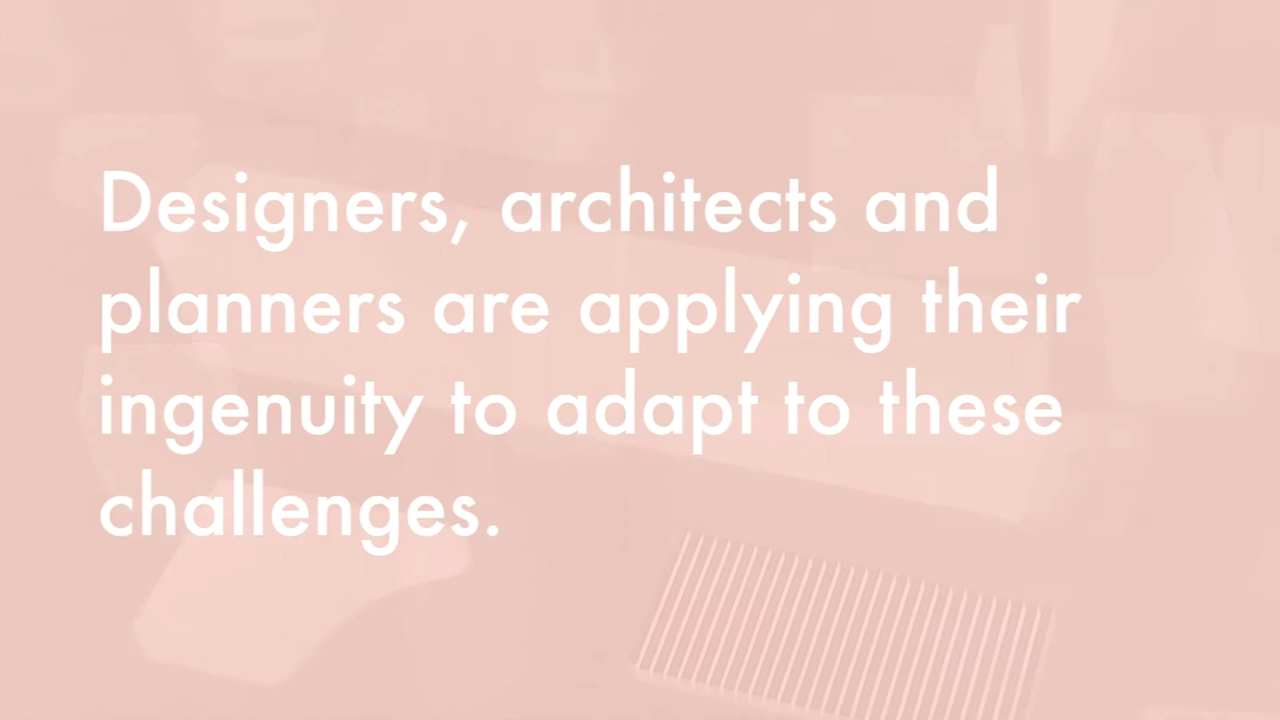 Designers, architects and
planners are applying their
ingenuity to adapt to these
challenges.